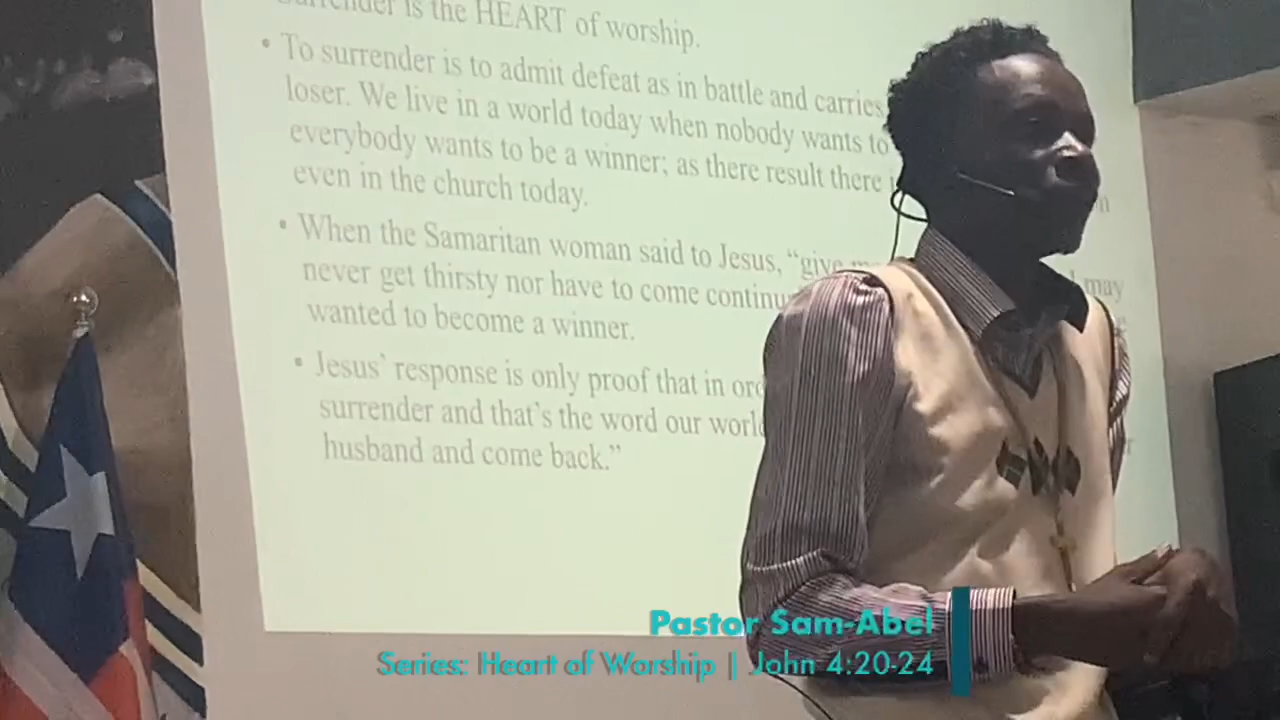 Surrender is the HEART of worship.
• To surrender is to admit defeat as in battle and carries
loser. We live in a world today when nobody wants to
everybody wants to be a winner; as there result there
even in the church today.
• When the Samaritan woman said to Jesus, “give may
never get thirsty nor have to come
wanted to become a winner.
• Jesus’ response is only proof that in
surrender and that’s the word our
husband and come back.”
Pastor Sam-Abel
Series: Heart of Worship | John 4:20-24